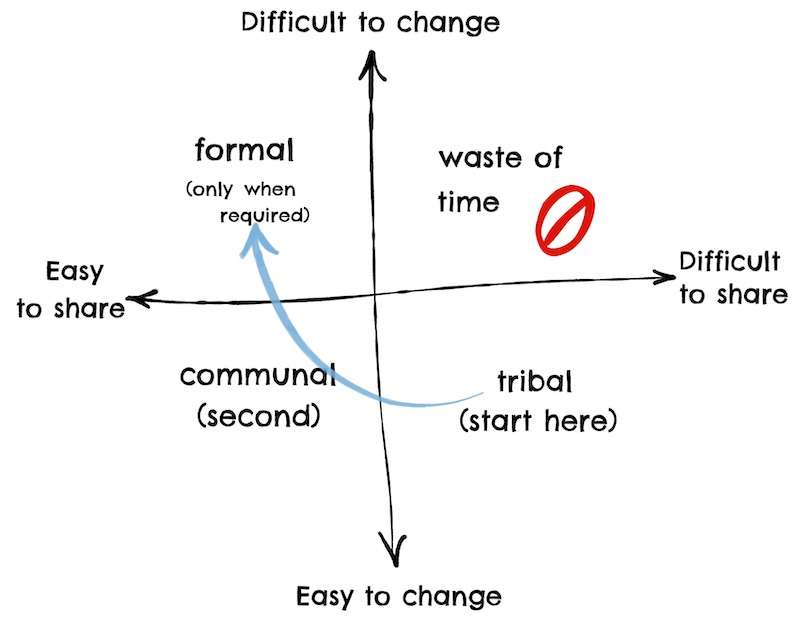 Difficult to change
formal
(only when
required)
waste of
time
Easy
to share
Difficult
to share
communal
(second)
tribal
(start here)
Easy to change